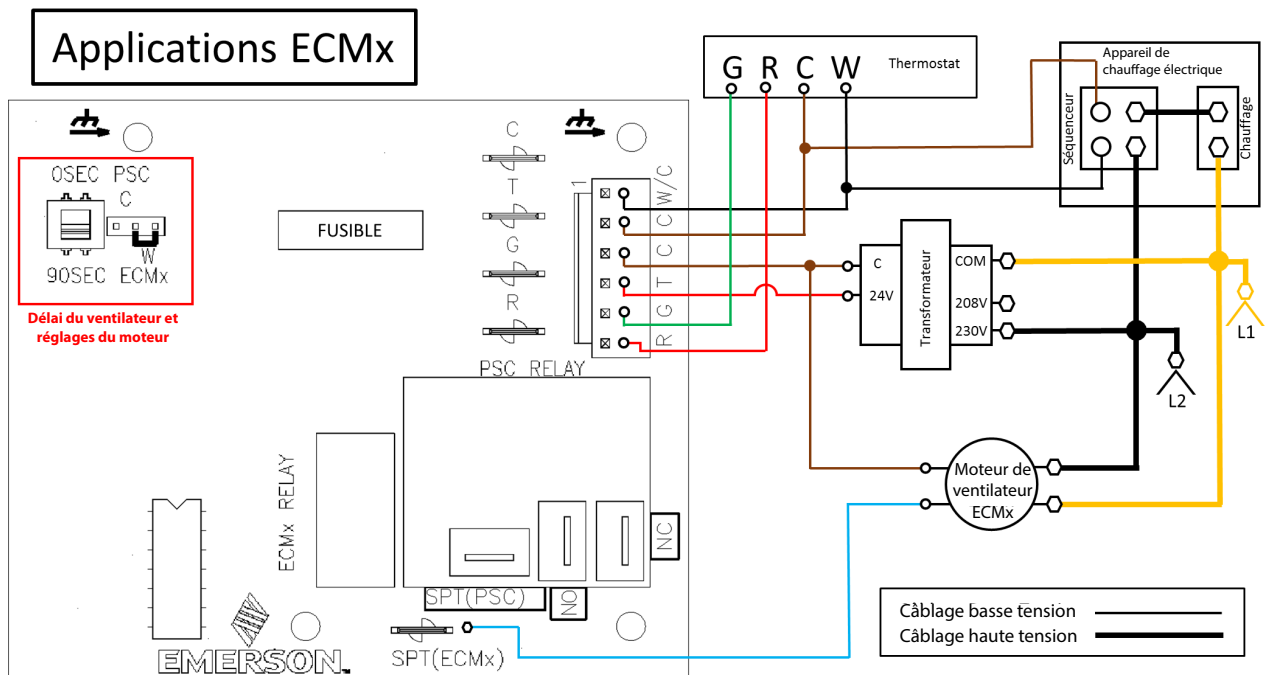 Applications ECMx
0SEC PSC
C
W
90SEC ECMx
Délai du ventilateur et
réglages du moteur
FUSIBLE
C
T
G
R
1
W/C
C
C
T
G
R
PSC RELAY
ECMx RELAY
NC
NO
SPT(PSC)
SPT(ECMx)
EMERSON™
G R C W
Thermostat
Appareil de
chauffage électrique
Séquenceur
Chauffage
C
24V
Transformateur
COM
208V
230V
L1
L2
Moteur de
ventilateur
ECMx
Câblage basse tension
Câblage haute tension